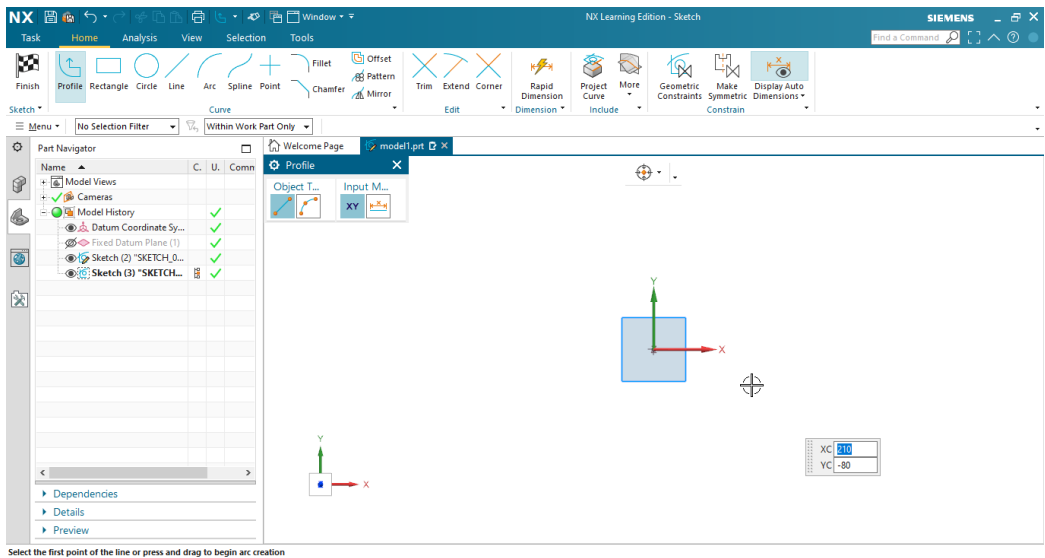 NX Window NX Learning Edition - Sketch SIEMENS
Task Home Analysis View Selection Tools Find a Command
Finish Profile Rectangle Circle Line Arc Spline Point Fillet Chamfer Offset Pattern Mirror Trim Extend Corner Rapid Dimension Project Curve More Geometric Constraints Make Symmetric Display Auto Dimensions
Sketch Curve Edit Dimension Include Constrain
Menu No Selection Filter Within Work Part Only
Part Navigator Welcome Page model1.prt
Name C. U. Comn Profile
Model Views Object T... Input M...
Cameras XY
Model History
Datum Coordinate Sy...
Fixed Datum Plane (1)
Sketch (2) "SKETCH_0...
Sketch (3) "SKETCH...
Y
X
Y
X
XC 210
YC -80
Dependencies
Details
Preview
Select the first point of the line or press and drag to begin arc creation